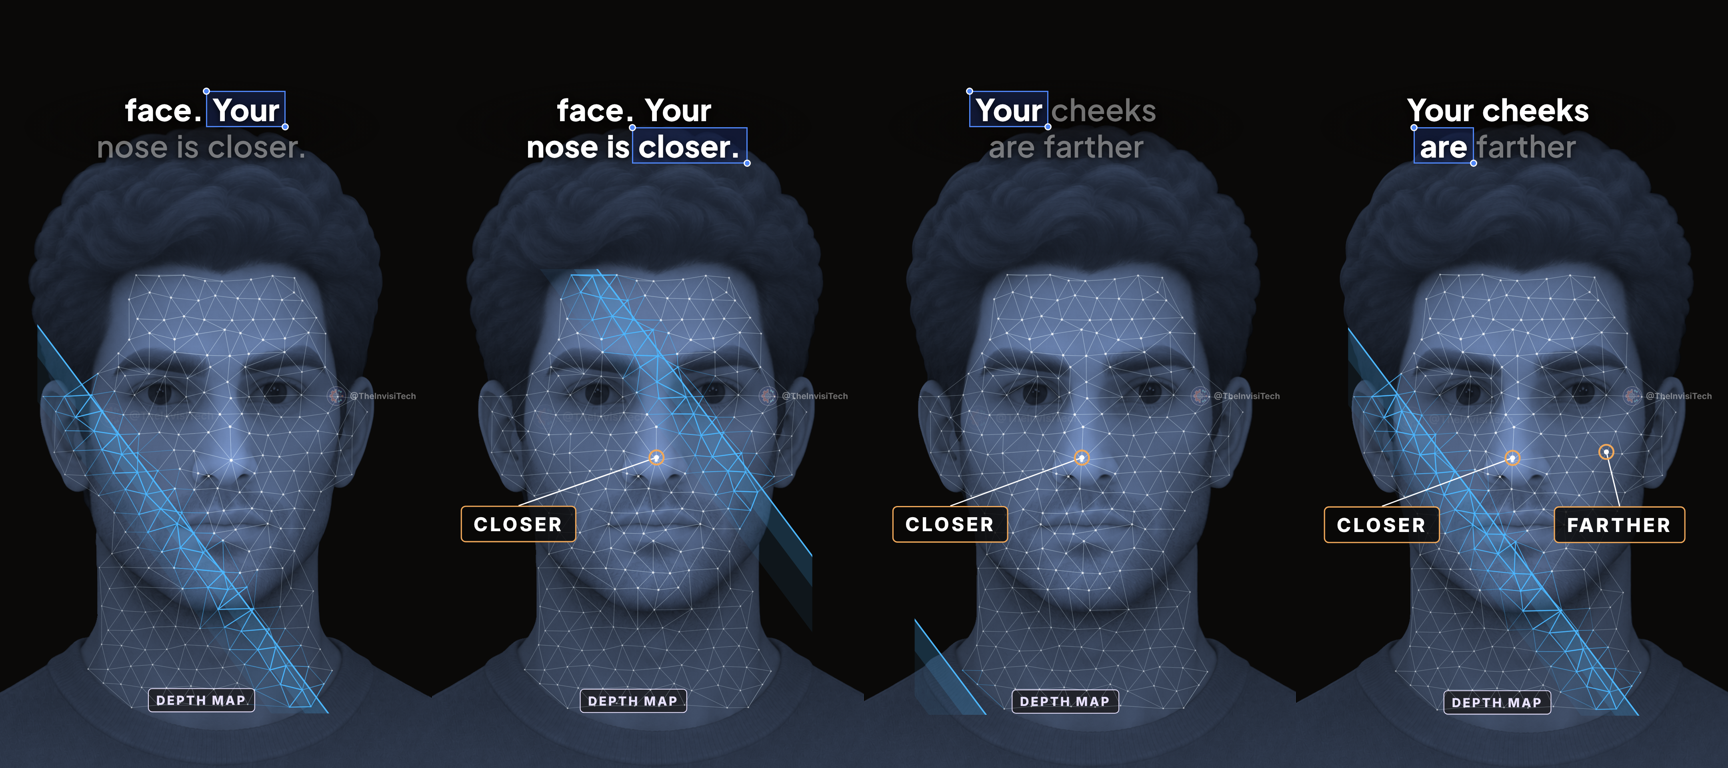 face. Your
nose is closer.
@TheInvisiTech
DEPTH MAP
face. Your
nose is closer.
@TheInvisiTech
CLOSER
DEPTH MAP
Your cheeks
are farther
@TheInvisiTech
CLOSER
DEPTH MAP
Your cheeks
are farther
@TheInvisiTech
CLOSER
FARTHER
DEPTH MAP